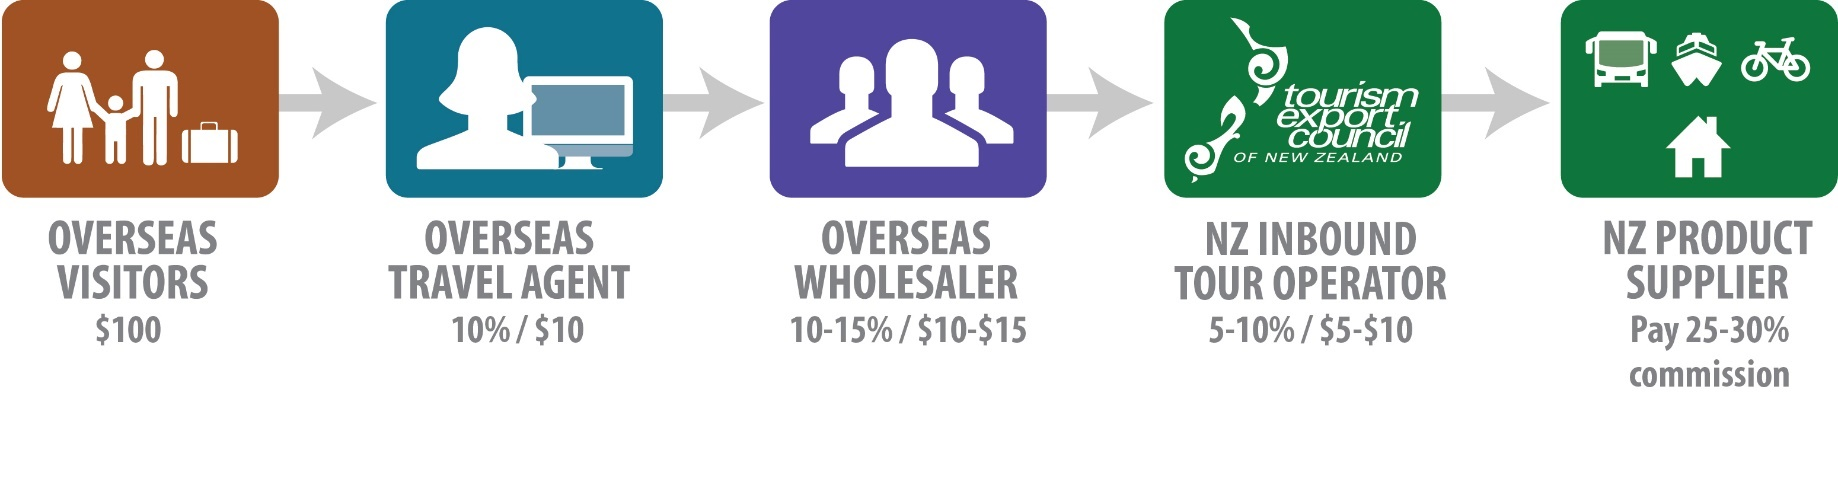 tourism
export
council
OF NEW ZEALAND
OVERSEAS
VISITORS
$100
OVERSEAS
TRAVEL AGENT
10% / $10
OVERSEAS
WHOLESALER
10-15% / $10-$15
NZ INBOUND
TOUR OPERATOR
5-10% / $5-$10
NZ PRODUCT
SUPPLIER
Pay 25-30%
commission